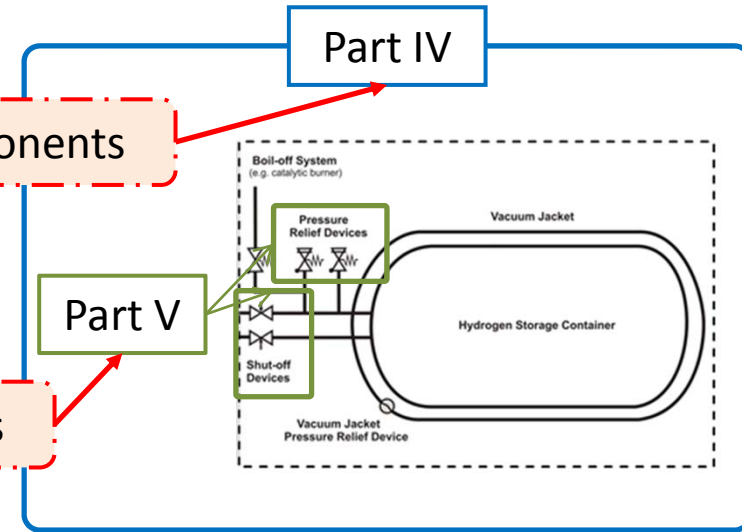 Part IV
onents
Boil-off System
(e.g. catalytic burner)
Pressure
Relief Devices
Vacuum Jacket
Part V
Hydrogen Storage Container
Shut-off
Devices
s
Vacuum Jacket
Pressure Relief Device